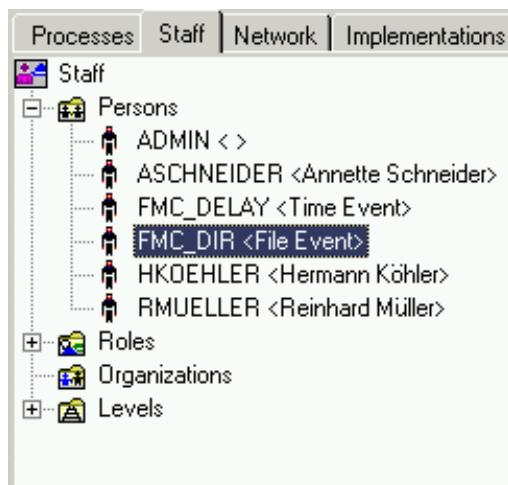 Processes Staff Network Implementations
Staff
Persons
ADMIN < >
ASCHNEIDER <Annette Schneider>
FMC_DELAY <Time Event>
FMC_DIR <File Event>
HKOEHLER <Hermann Köhler>
RMUELLER <Reinhard Müller>
Roles
Organizations
Levels